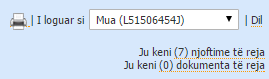 | I loguar si Mua (L51506454J) | Dil
Ju keni (7) njoftime të reja
Ju keni (0) dokumenta të reja